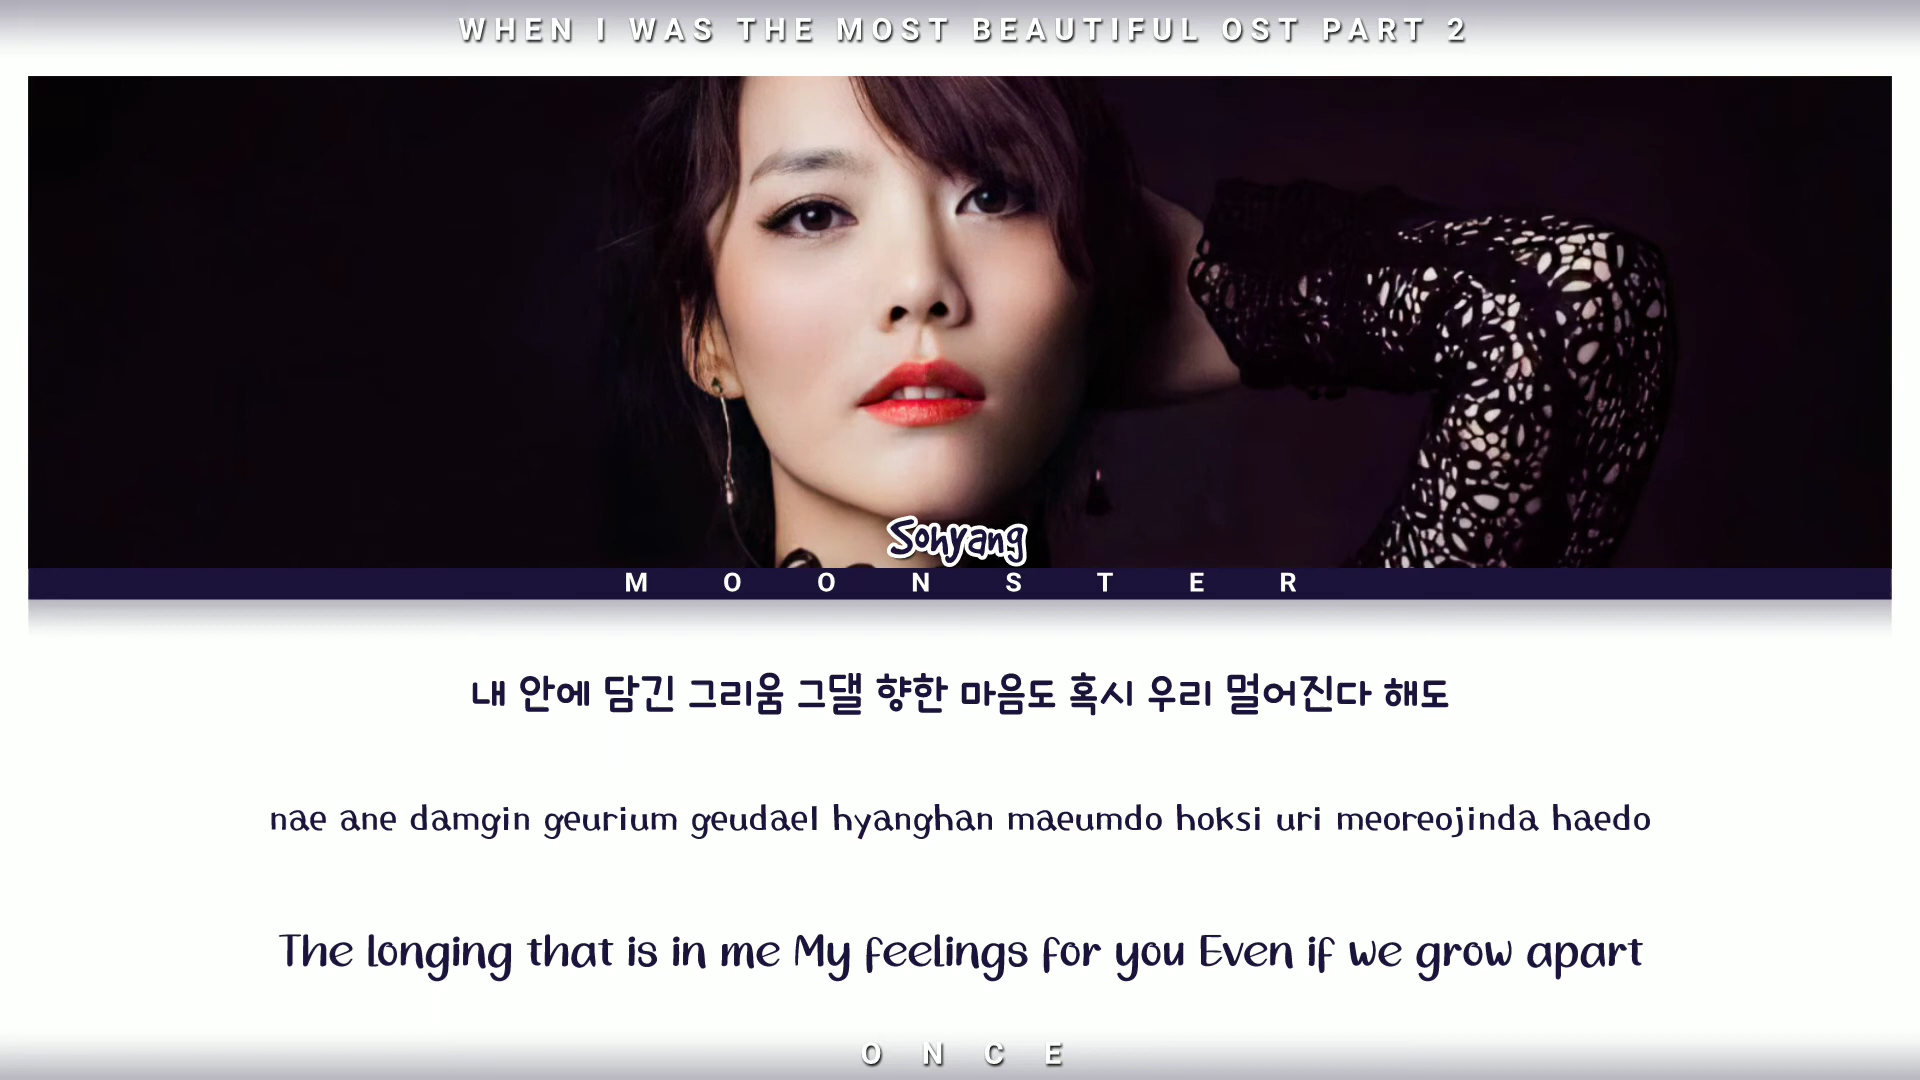 WHEN I WAS THE MOST BEAUTIFUL OST PART 2
Sohyang
MOONSTER
내 안에 담긴 그리움 그댈 향한 마음도 혹시 우리 멀어진다 해도
nae ane damgin geurium geudael hyanghan maeumdo hoksi uri meoreojinda haedo
The longing that is in me My feelings for you Even if we grow apart
ONCE